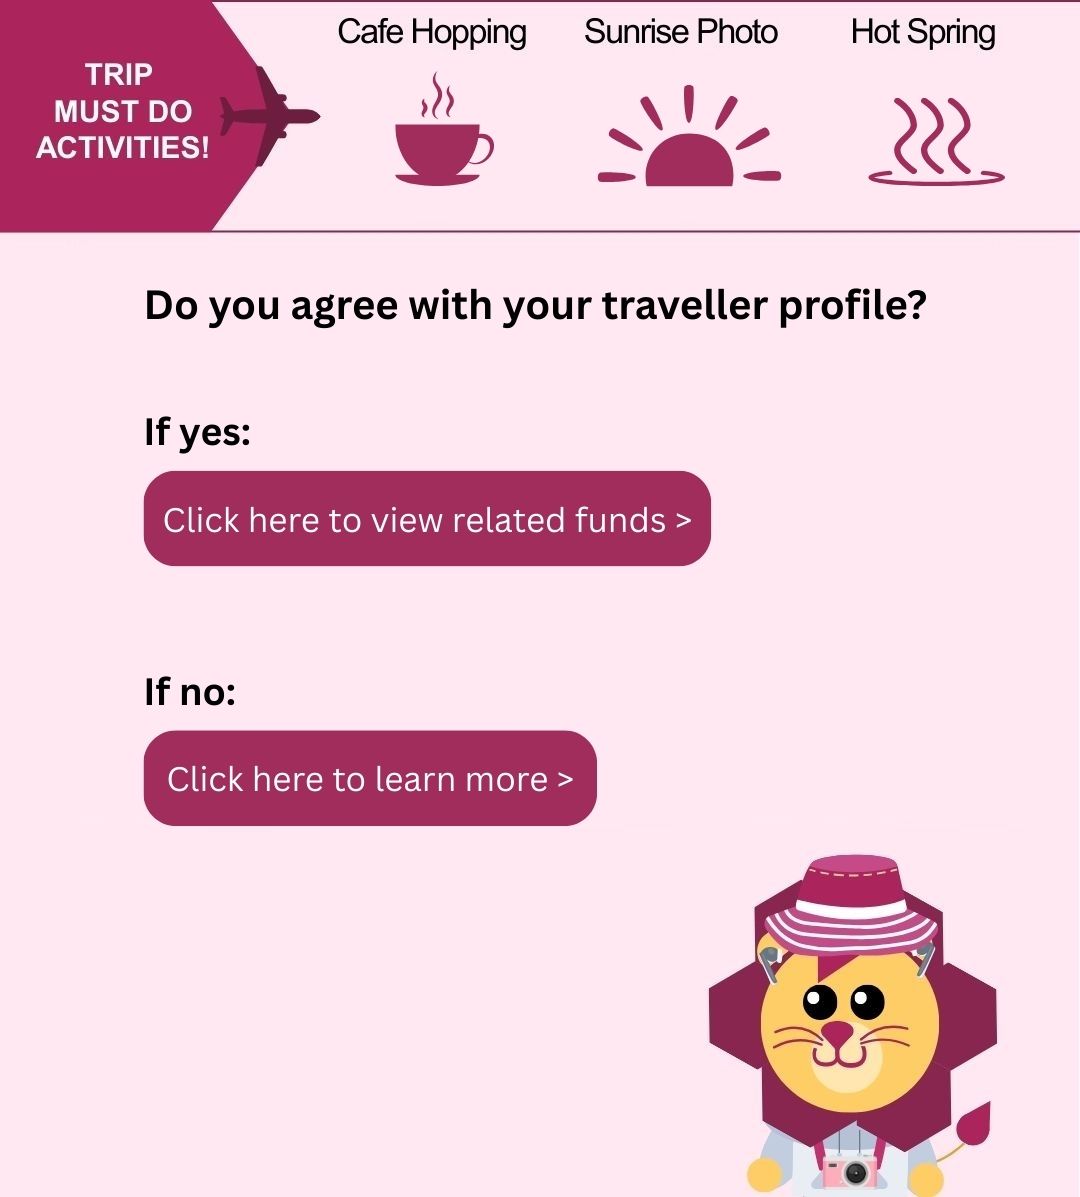 TRIP
MUST DO
ACTIVITIES!
Cafe Hopping
Sunrise Photo
Hot Spring
Do you agree with your traveller profile?
If yes:
Click here to view related funds >
If no:
Click here to learn more >